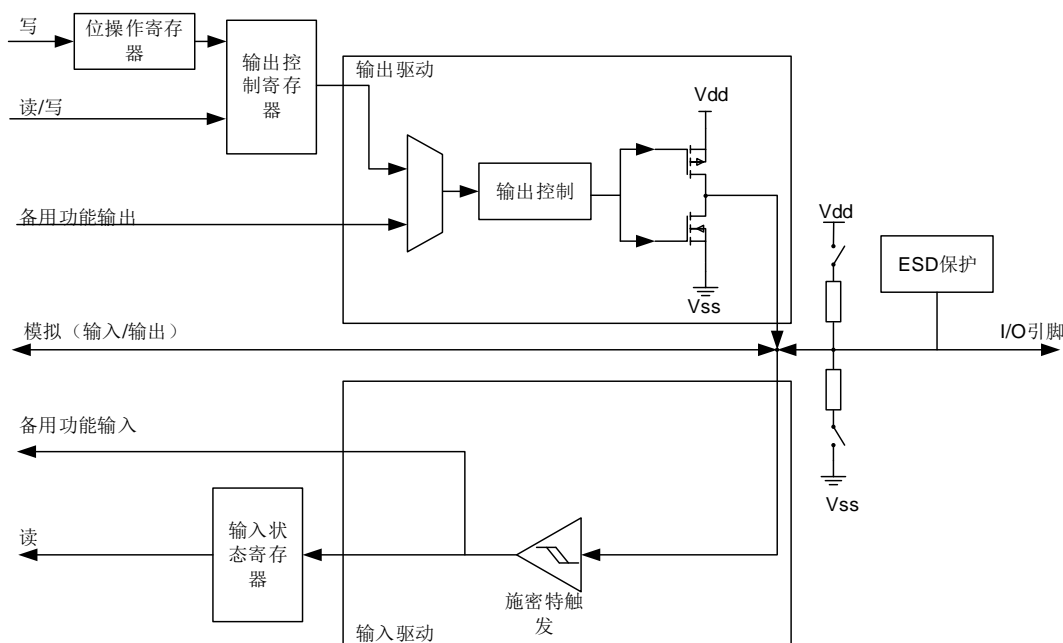 写
位操作寄存
器
输出控
制寄存
器
读/写
备用功能输出
输出驱动
输出控制
Vdd
Vss
Vdd
ESD保护
模拟（输入/输出）
I/O引脚
备用功能输入
Vss
读
输入状
态寄存
器
施密特触
发
输入驱动